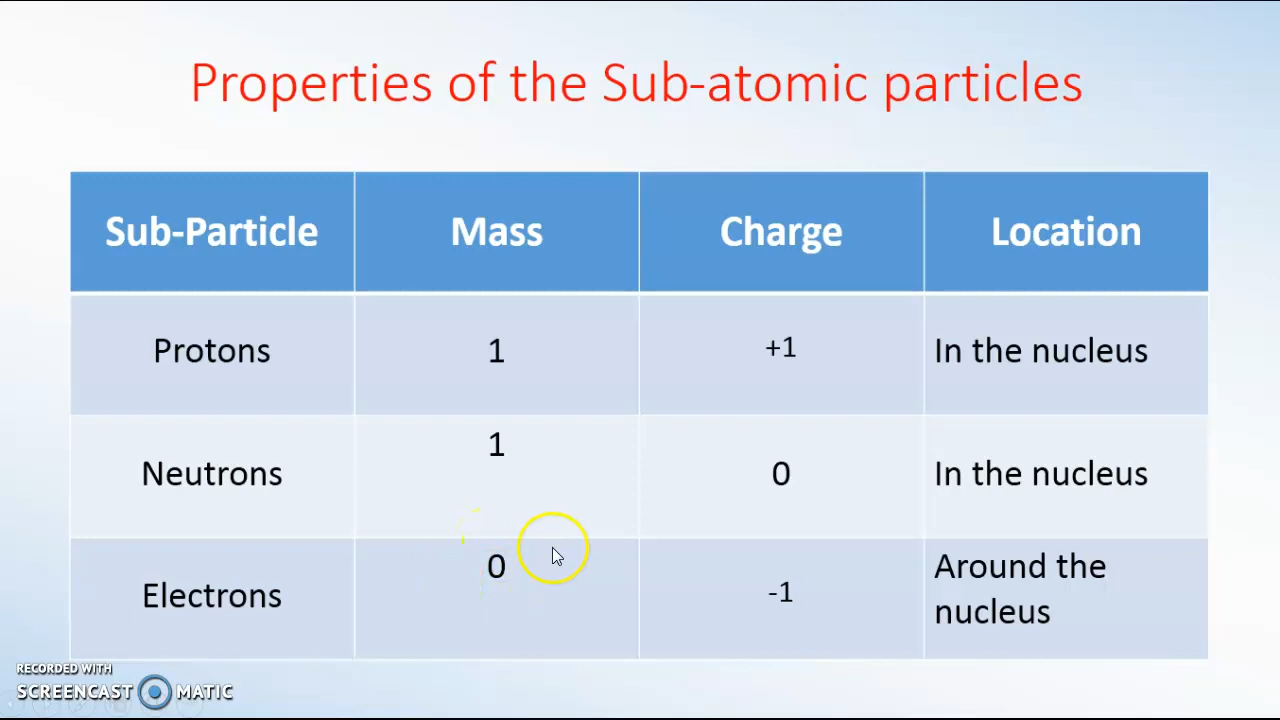 Properties of the Sub-atomic particles
Sub-Particle Mass Charge Location
Protons 1 +1 In the nucleus
Neutrons 1 0 In the nucleus
Electrons 0 -1 Around the
nucleus
RECORDED WITH
SCREENCAST MATIC